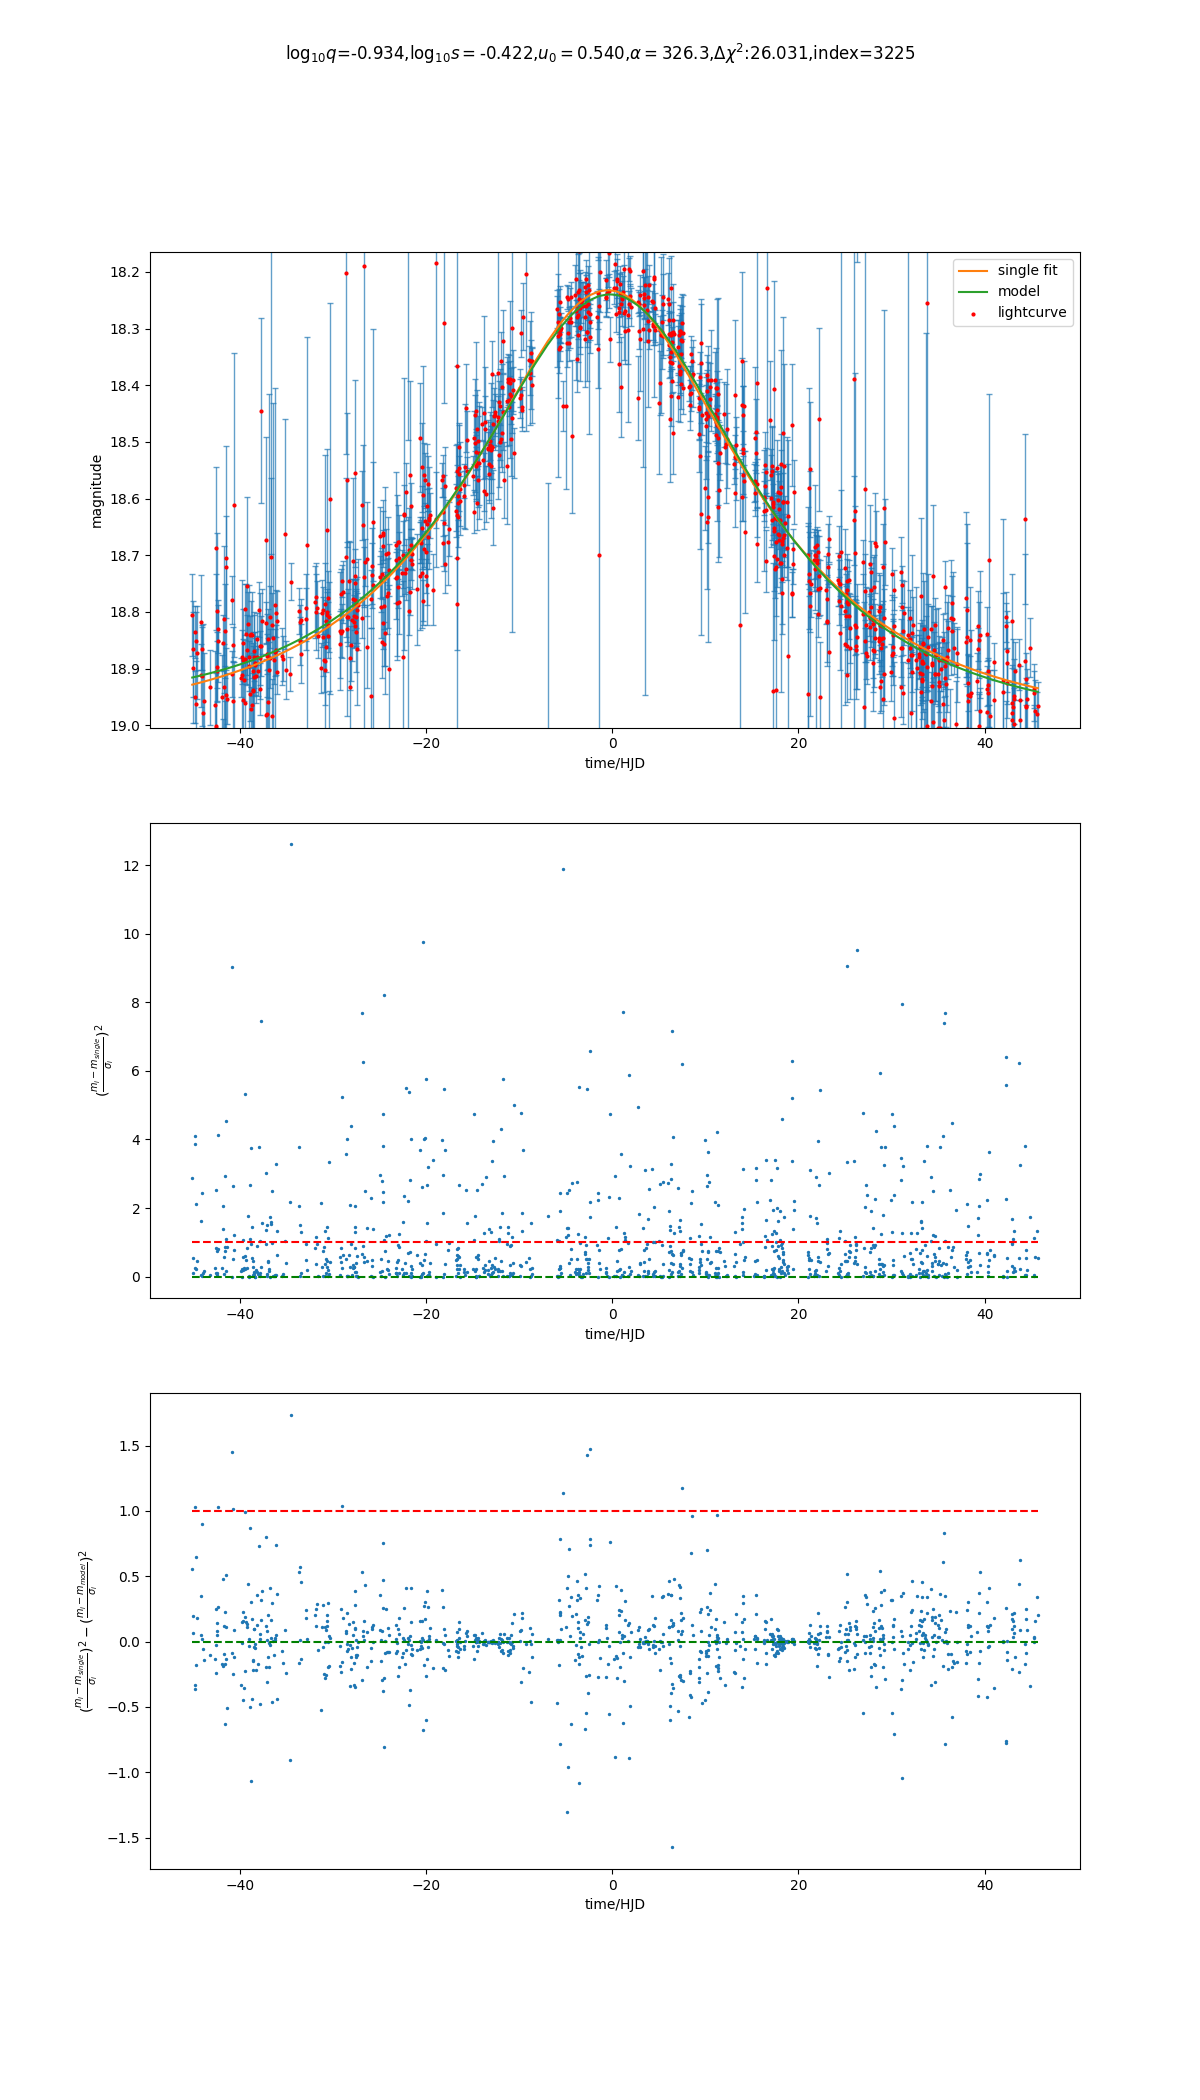 log₁₀q=-0.934,log₁₀s = -0.422,u₀ = 0.540,α = 326.3,Δχ²:26.031,index=3225
single fit
model
lightcurve
18.2
18.3
18.4
18.5
18.6
18.7
18.8
18.9
19.0
magnitude
−40 −20 0 20 40
time/HJD
12
10
8
6
4
2
0
((mᵢ − m_single)/σᵢ)²
−40 −20 0 20 40
time/HJD
1.5
1.0
0.5
0.0
−0.5
−1.0
−1.5
((mᵢ − m_single)/σᵢ)² − ((mᵢ − m_model)/σᵢ)²
−40 −20 0 20 40
time/HJD